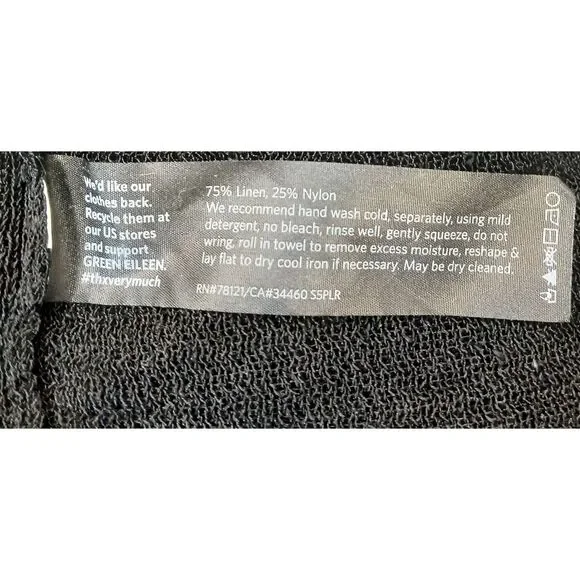 We'd like our
clothes back.
Recycle them at
our US stores
and support
GREEN EILEEN.
#thxverymuch
75% Linen, 25% Nylon
We recommend hand wash cold, separately, using mild
detergent, no bleach, rinse well, gently squeeze, do not
wring, roll in towel to remove excess moisture, reshape &
lay flat to dry cool iron if necessary. May be dry cleaned.
RN#78121/CA#34460 S5PLR